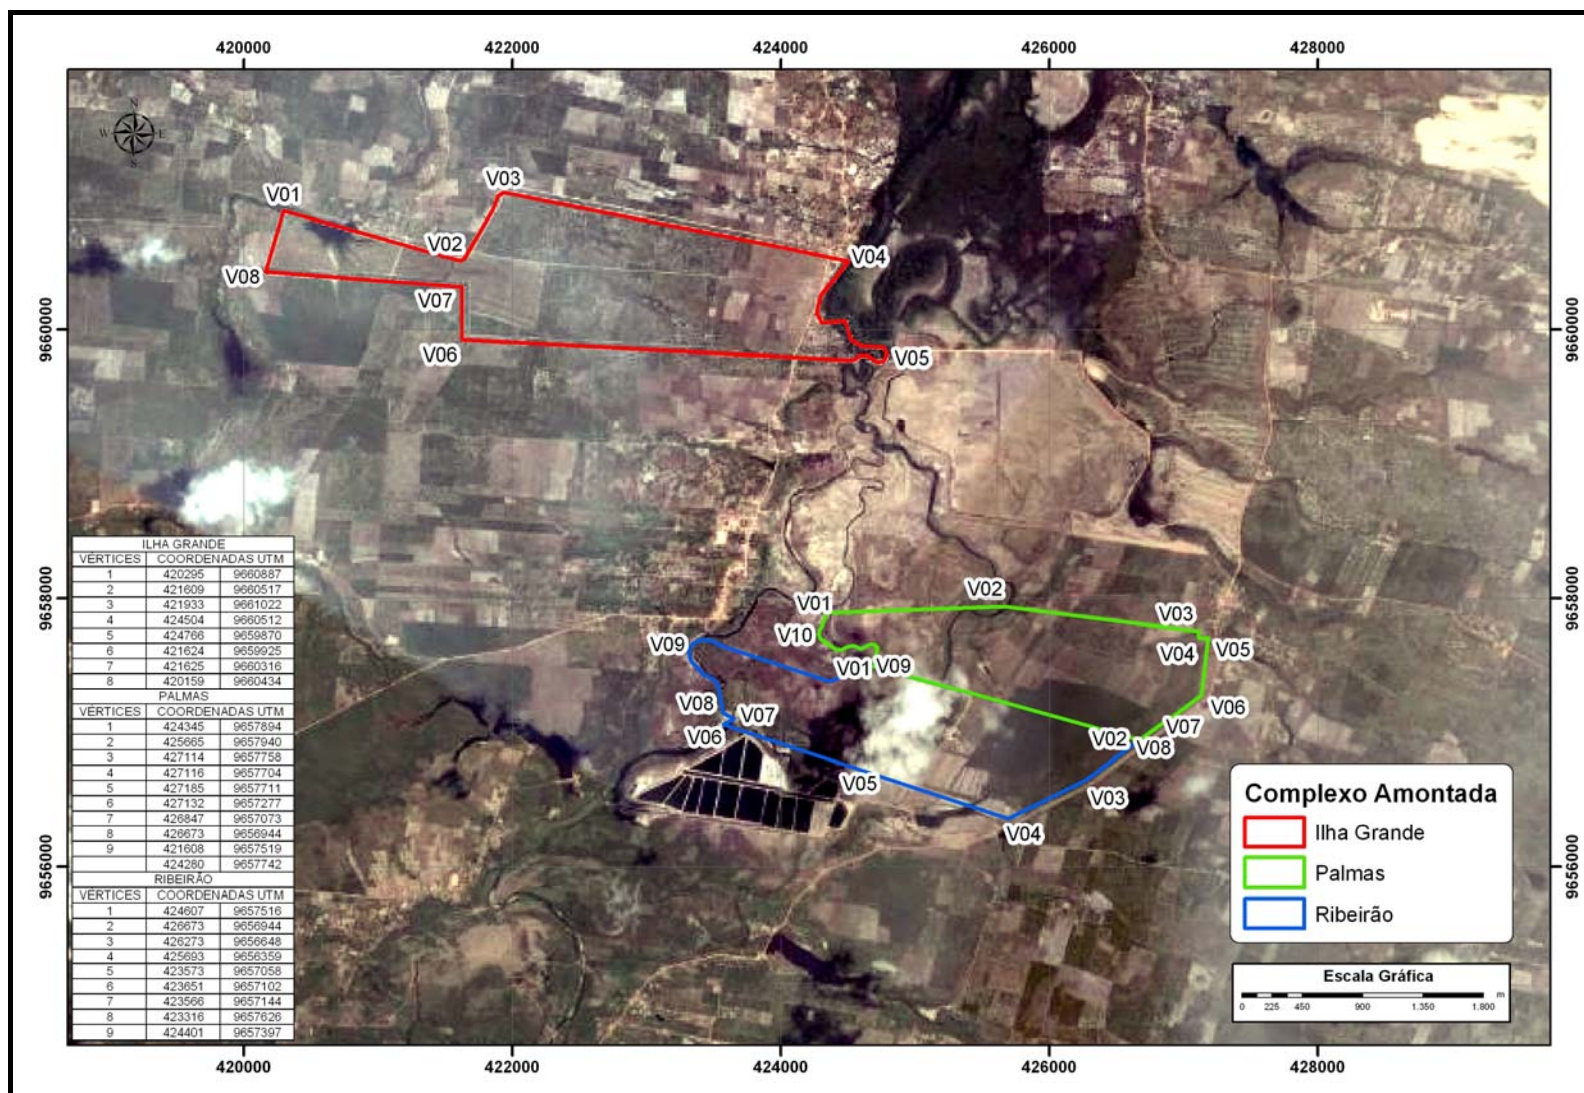 420000 422000 424000 426000 428000
N
W E
S
V03
V01
V02
V04
V08
V07
9660000 9660000
V06
V05
9658000 9658000
V02
V01
V03
V10
V04 V05
V09
V01 V09
V08
V07
V06
V06
V07
V02
V08
V05
V03
V04
9656000 9656000
ILHA GRANDE
VÉRTICES COORDENADAS UTM
1 420295 9660887
2 421609 9660517
3 421933 9661022
4 424504 9660512
5 424766 9659870
6 421624 9659925
7 421625 9660316
8 420159 9660434
PALMAS
VÉRTICES COORDENADAS UTM
1 424345 9657894
2 425665 9657940
3 427114 9657758
4 427116 9657704
5 427185 9657711
6 427132 9657277
7 426847 9657073
8 426673 9656944
9 421608 9657519
424280 9657742
RIBEIRÃO
VÉRTICES COORDENADAS UTM
1 424607 9657516
2 426673 9656944
3 426273 9656648
4 425693 9656359
5 423573 9657058
6 423651 9657102
7 423566 9657144
8 423316 9657626
9 424401 9657397
Complexo Amontada
Ilha Grande
Palmas
Ribeirão
Escala Gráfica
0 225 450 900 1.350 1.800 m
420000 422000 424000 426000 428000